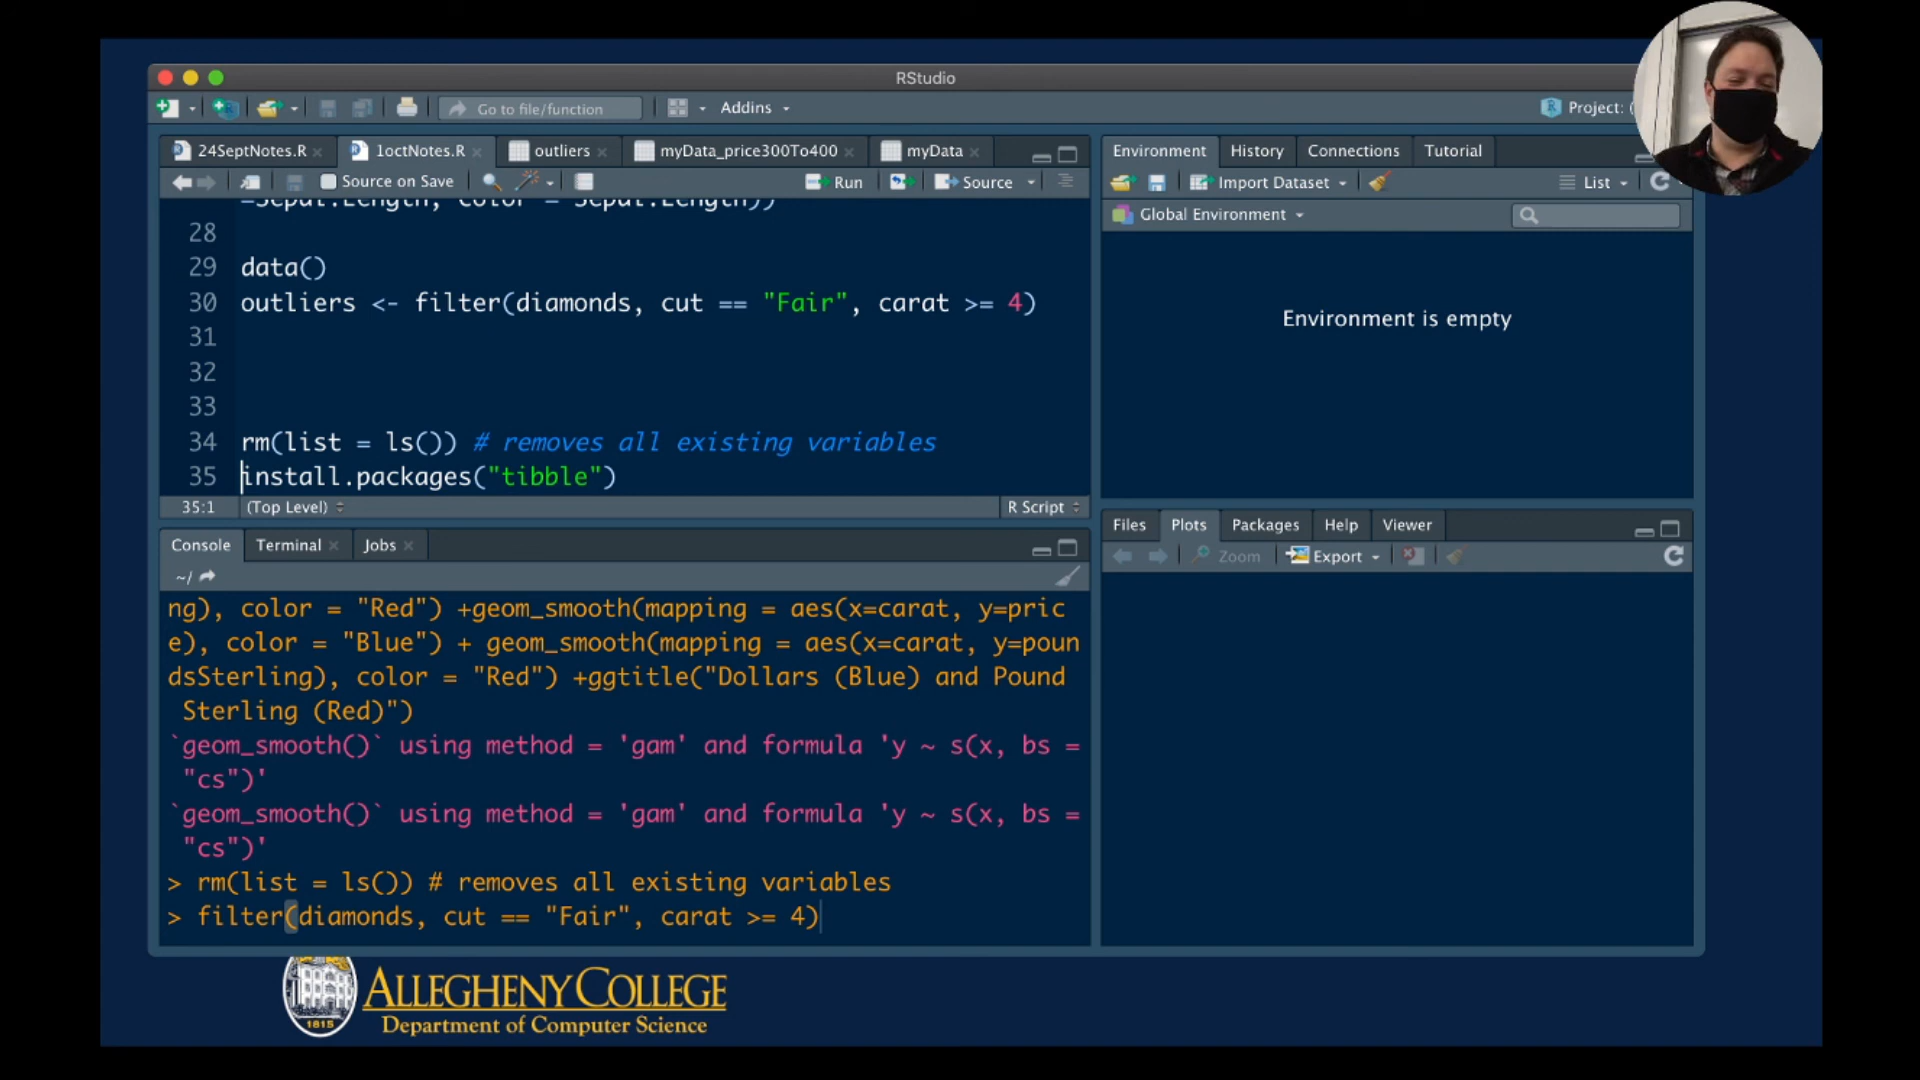 RStudio
Go to file/function
Addins
Project: (
24SeptNotes.R
1octNotes.R
outliers
myData_price300To400
myData
Source on Save
Run
Source
=Sepal.Length, color = Sepal.Length))
28
29 data()
30 outliers <- filter(diamonds, cut == "Fair", carat >= 4)
31
32
33
34 rm(list = ls()) # removes all existing variables
35 install.packages("tibble")
35:1 (Top Level) R Script
Console Terminal Jobs
~/
ng), color = "Red") +geom_smooth(mapping = aes(x=carat, y=pric
e), color = "Blue") + geom_smooth(mapping = aes(x=carat, y=poun
dsSterling), color = "Red") +ggtitle("Dollars (Blue) and Pound
Sterling (Red)")
`geom_smooth()` using method = 'gam' and formula 'y ~ s(x, bs =
"cs")'
`geom_smooth()` using method = 'gam' and formula 'y ~ s(x, bs =
"cs")'
> rm(list = ls()) # removes all existing variables
> filter(diamonds, cut == "Fair", carat >= 4)
Environment History Connections Tutorial
Import Dataset List
Global Environment
Environment is empty
Files Plots Packages Help Viewer
Zoom Export
1815
ALLEGHENY COLLEGE
Department of Computer Science